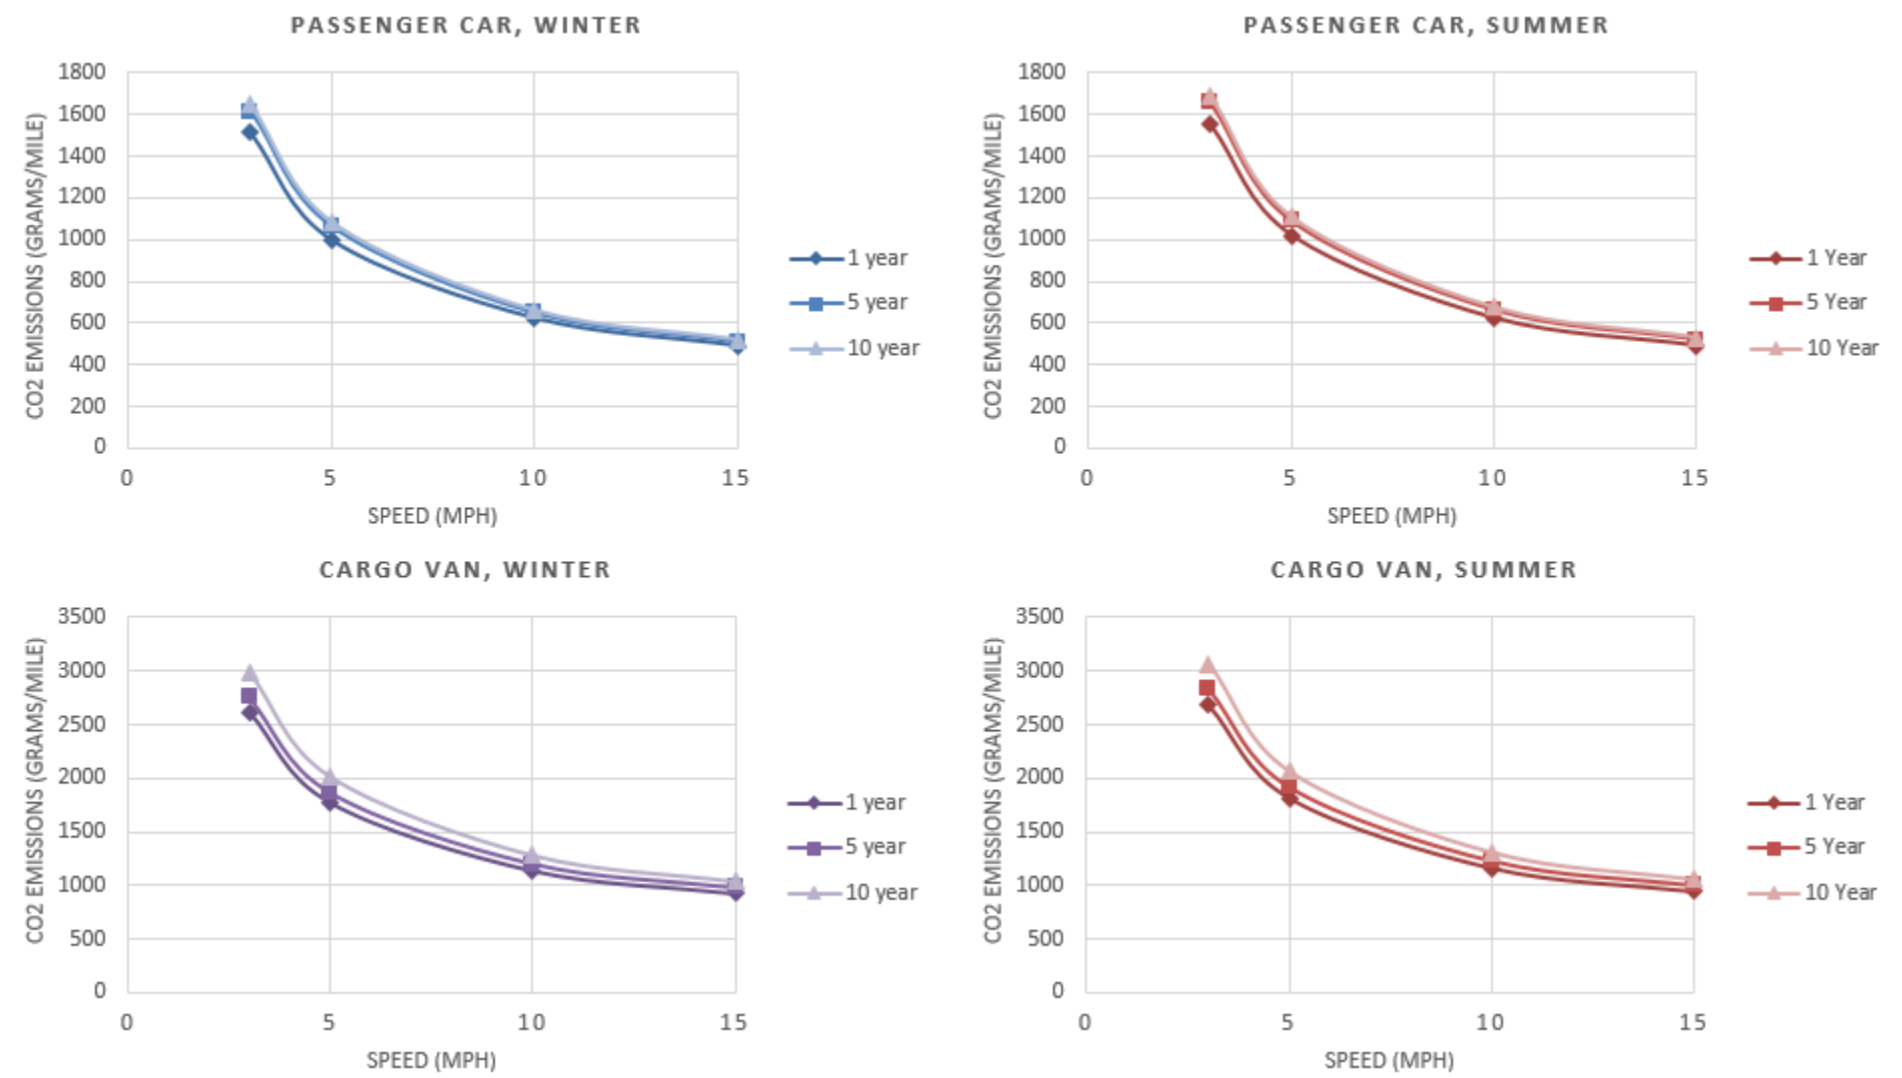 PASSENGER CAR, WINTER
CO2 EMISSIONS (GRAMS/MILE)
1800
1600
1400
1200
1000
800
600
400
200
0
0 5 10 15
SPEED (MPH)
1 year
5 year
10 year
PASSENGER CAR, SUMMER
CO2 EMISSIONS (GRAMS/MILE)
1800
1600
1400
1200
1000
800
600
400
200
0
0 5 10 15
SPEED (MPH)
1 Year
5 Year
10 Year
CARGO VAN, WINTER
CO2 EMISSIONS (GRAMS/MILE)
3500
3000
2500
2000
1500
1000
500
0
0 5 10 15
SPEED (MPH)
1 year
5 year
10 year
CARGO VAN, SUMMER
CO2 EMISSIONS (GRAMS/MILE)
3500
3000
2500
2000
1500
1000
500
0
0 5 10 15
SPEED (MPH)
1 Year
5 Year
10 Year